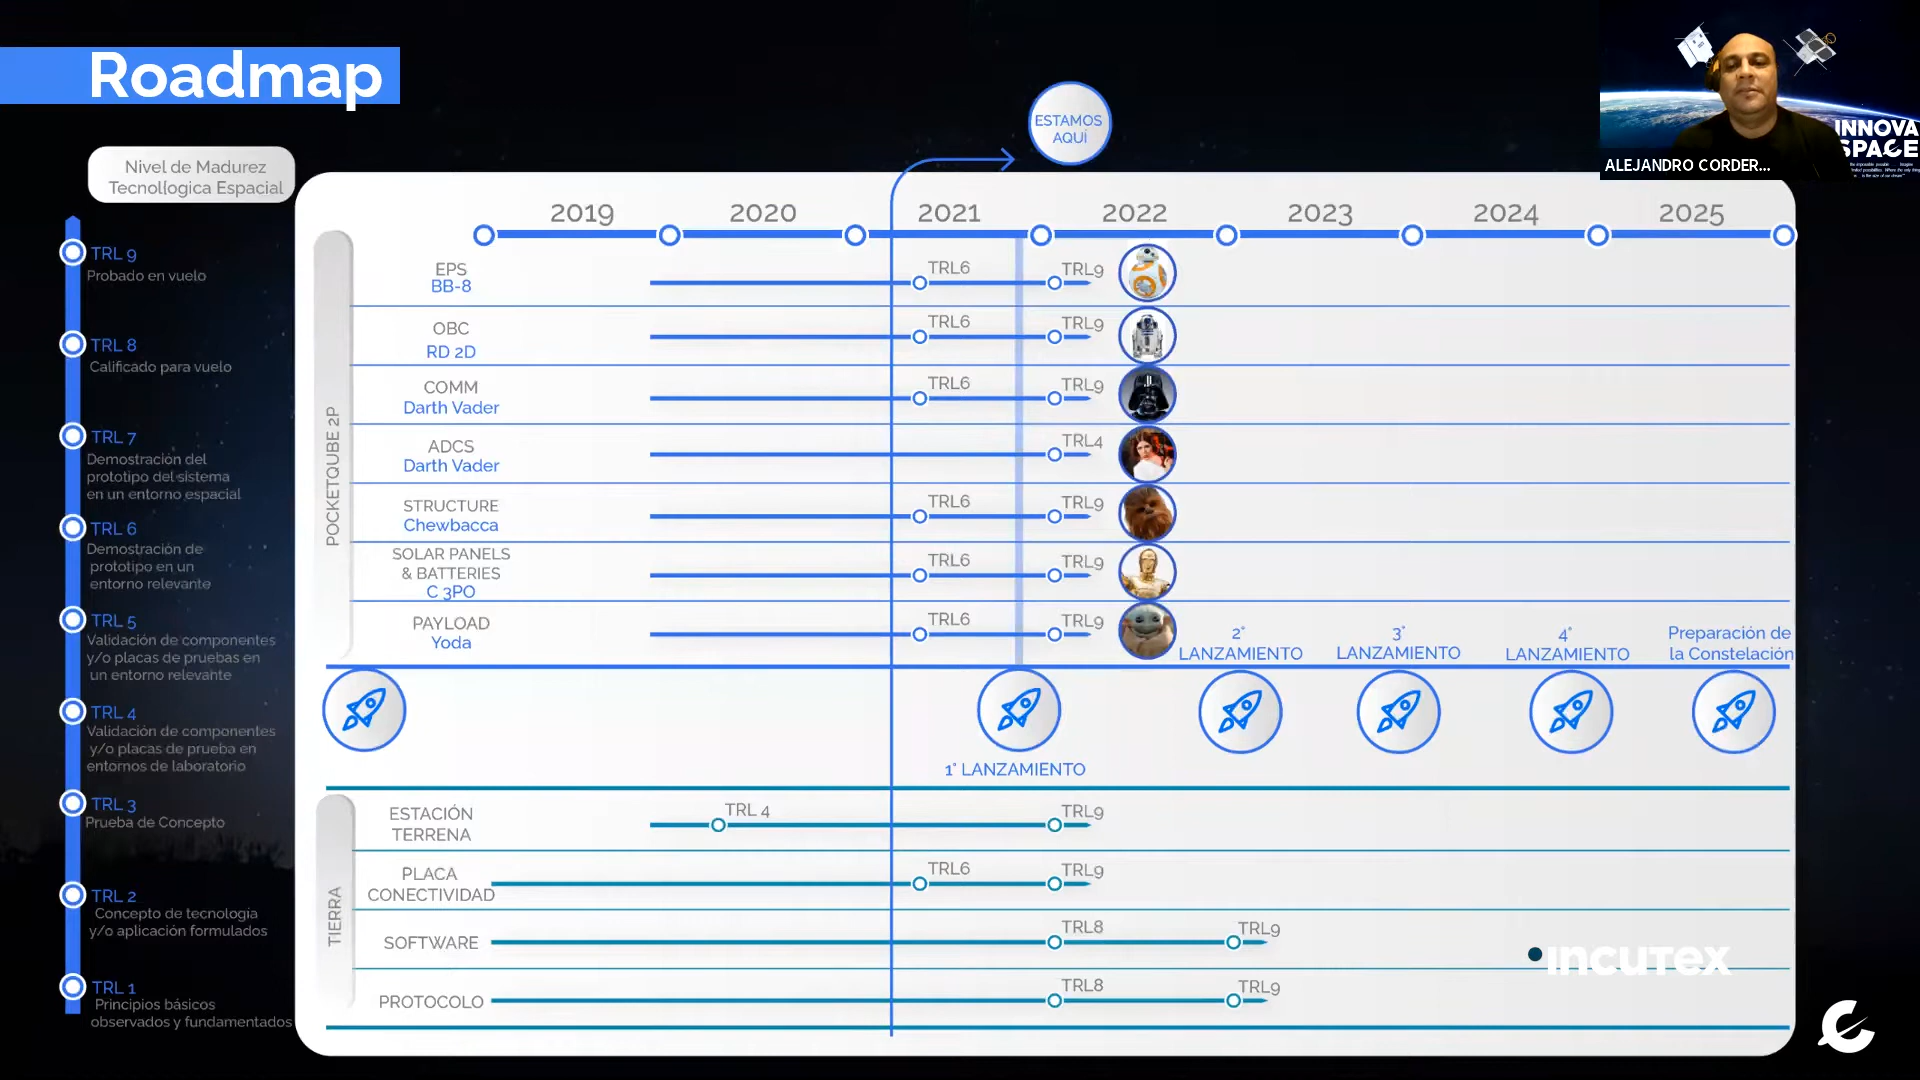 Roadmap
ESTAMOS
AQUÍ
INNOVA
SPACE
ALEJANDRO CORDER...
Nivel de Madurez
Tecnol[ogica Espacial
TRL 9
Probado en vuelo
TRL 8
Calificado para vuelo
TRL 7
Demostración del
prototipo del sistema
en un entorno espacial
TRL 6
Demostración de
prototipo en un
entorno relevante
TRL 5
Validación de componentes
y/o placas de pruebas en
un entorno relevante
TRL 4
Validación de componentes
y/o placas de prueba en
entornos de laboratorio
TRL 3
Prueba de Concepto
TRL 2
Concepto de tecnología
y/o aplicación formulados
TRL 1
Principios básicos
observados y fundamentados
2019 2020 2021 2022 2023 2024 2025
POCKETQUBE 2P
EPS
BB-8
TRL6 TRL9
OBC
RD 2D
TRL6 TRL9
COMM
Darth Vader
TRL6 TRL9
ADCS
Darth Vader
TRL4
STRUCTURE
Chewbacca
TRL6 TRL9
SOLAR PANELS
& BATTERIES
C 3PO
TRL6 TRL9
PAYLOAD
Yoda
TRL6 TRL9
2°
LANZAMIENTO
3°
LANZAMIENTO
4°
LANZAMIENTO
Preparación de
la Constelación
1° LANZAMIENTO
TIERRA
ESTACIÓN
TERRENA
TRL 4 TRL9
PLACA
CONECTIVIDAD
TRL6 TRL9
SOFTWARE
TRL8 TRL9
PROTOCOLO
TRL8 TRL9
INCUTEX